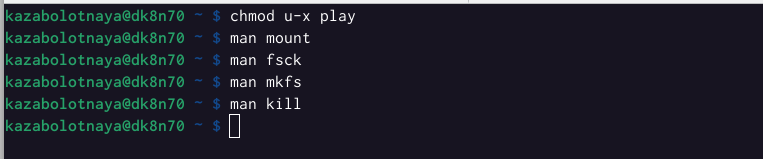 kazabolotnaya@dk8n70 ~ $ chmod u-x play
kazabolotnaya@dk8n70 ~ $ man mount
kazabolotnaya@dk8n70 ~ $ man fsck
kazabolotnaya@dk8n70 ~ $ man mkfs
kazabolotnaya@dk8n70 ~ $ man kill
kazabolotnaya@dk8n70 ~ $